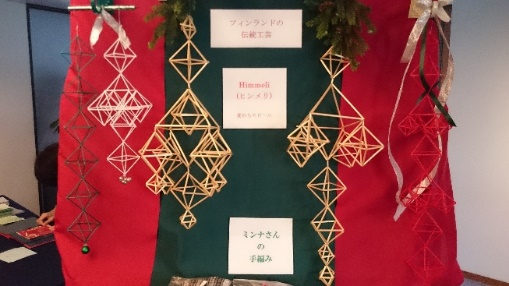 フィンランドの
伝統工芸
Himmeli
(ヒンメリ)
ミンナさん
の
手編み